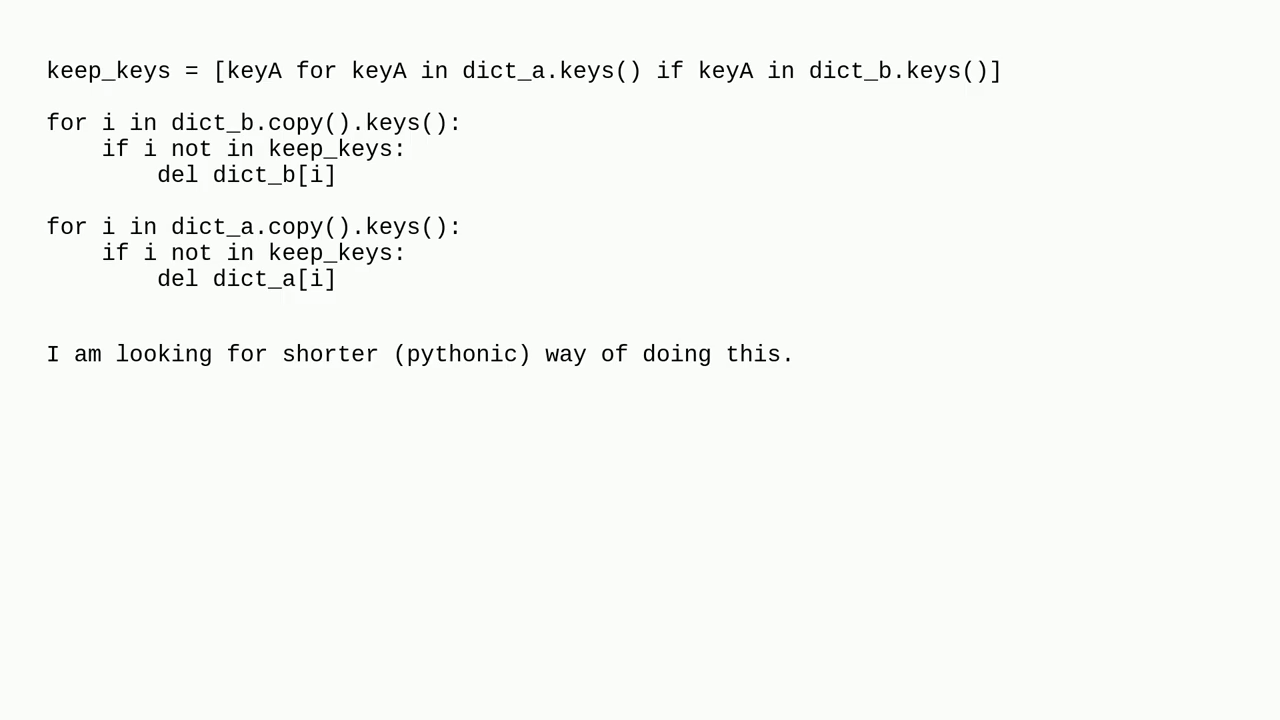 keep_keys = [keyA for keyA in dict_a.keys() if keyA in dict_b.keys()]
for i in dict_b.copy().keys():
    if i not in keep_keys:
        del dict_b[i]
for i in dict_a.copy().keys():
    if i not in keep_keys:
        del dict_a[i]
I am looking for shorter (pythonic) way of doing this.